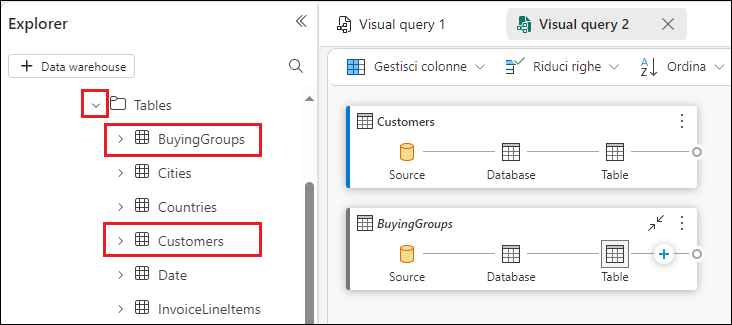 Explorer
Visual query 1
Visual query 2
+ Data warehouse
Gestisci colonne
Riduci righe
Ordina
Tables
BuyingGroups
Cities
Countries
Customers
Date
InvoiceLineItems
Customers
Source
Database
Table
BuyingGroups
Source
Database
Table